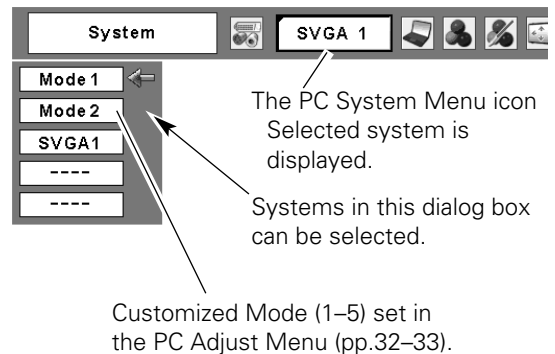 System
SVGA 1
Mode 1
Mode 2
SVGA1
----
----
The PC System Menu icon
Selected system is
displayed.
Systems in this dialog box
can be selected.
Customized Mode (1–5) set in
the PC Adjust Menu (pp.32–33).